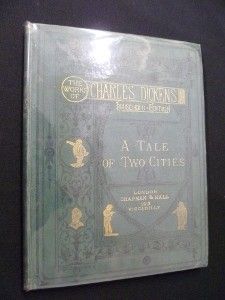 THE
WORKS
OF
CHARLES DICKENS
HOUSEHOLD EDITION
A TALE
OF TWO CITIES
LONDON
CHAPMAN & HALL
193
PICCADILLY